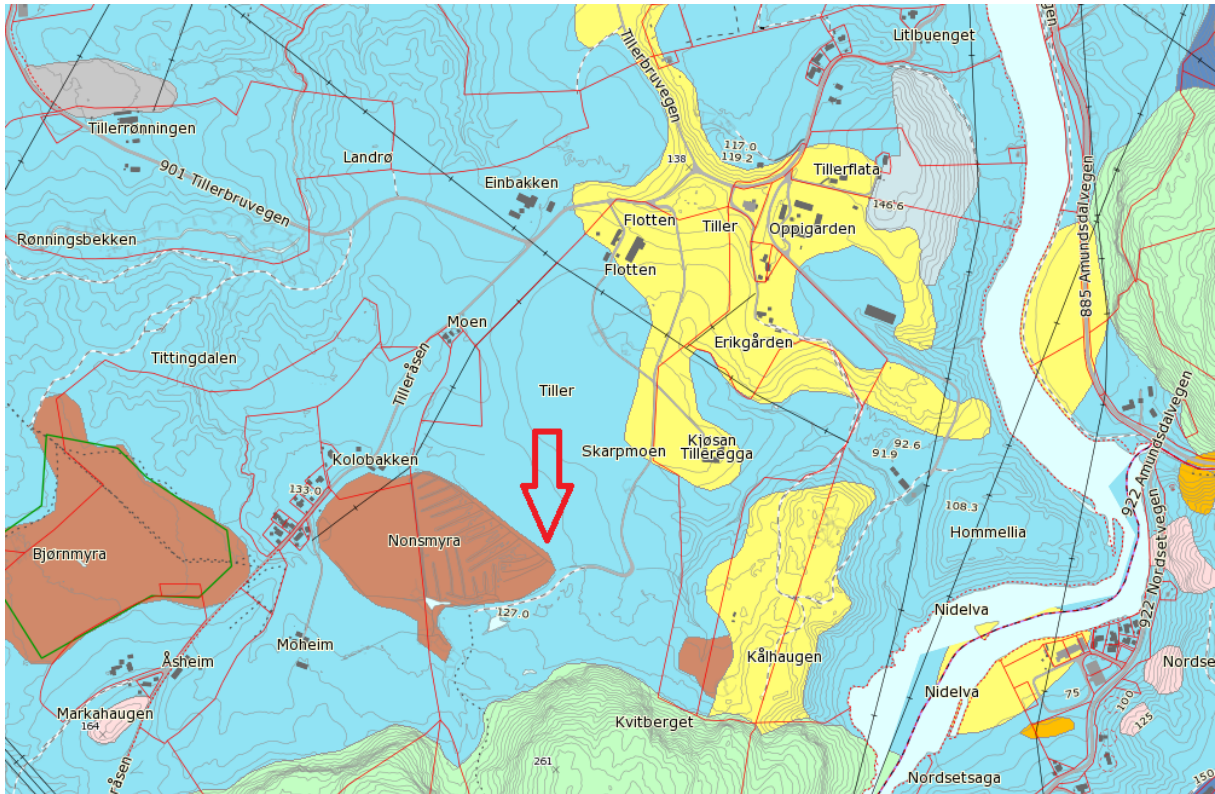 Litlbuenget
Tillerbruvegen
Tillerrønningen
117.0
119.2
138
Landrø
Tillerflata
901 Tillerbruvegen
Einbakken
146.6
Flotten
Tiller
Oppigården
Rønningsbekken
Flotten
885 Amundsdalvegen
Moen
Erikgården
Tittingdalen
Tilleråsen
Tiller
Kjøsan
Tilleregga
Skarpmoen
92.6
91.9
Kolobakken
133.0
922 Amundsdalvegen
108.3
Hommellia
Bjørnmyra
Nonsmyra
922 Nordsetvegen
127.0
Nidelva
Moheim
Åsheim
Kålhaugen
Nordse
Nidelva
75
100
Markahaugen
164
Kvitberget
125
261
Nordsetsaga
råsen
150